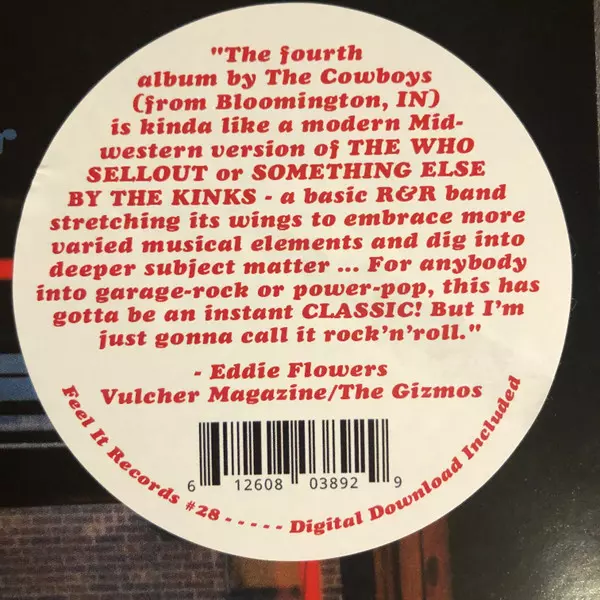 "The fourth
album by The Cowboys
(from Bloomington, IN)
is kinda like a modern Mid-
western version of THE WHO
SELLOUT or SOMETHING ELSE
BY THE KINKS - a basic R&R band
stretching its wings to embrace more
varied musical elements and dig into
deeper subject matter ... For anybody
into garage-rock or power-pop, this has
gotta be an instant CLASSIC! But I'm
just gonna call it rock'n'roll."
- Eddie Flowers
Vulcher Magazine/The Gizmos
6 12608 03892 9
Feel It Records #28 - - - - - Digital Download Included